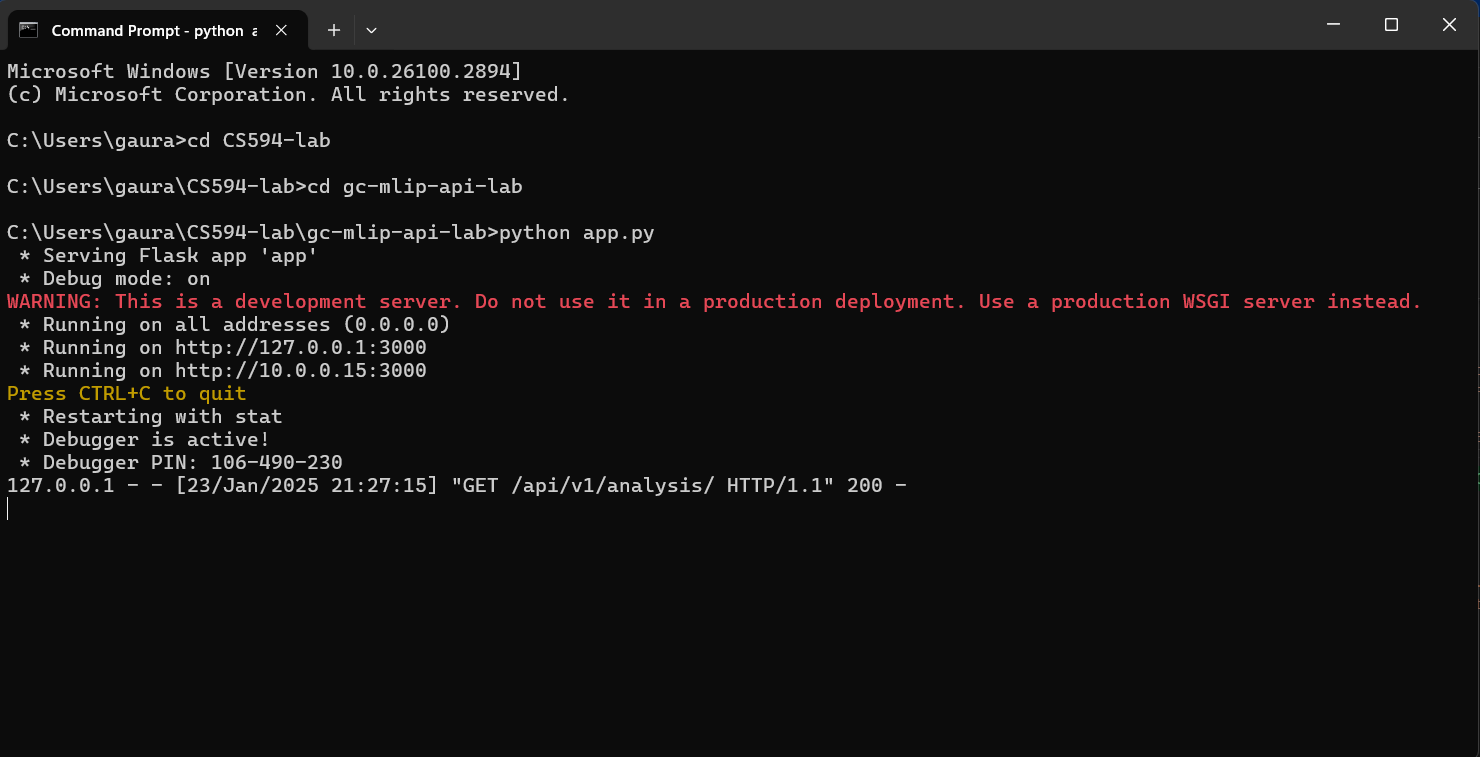 Command Prompt - python a
Microsoft Windows [Version 10.0.26100.2894]
(c) Microsoft Corporation. All rights reserved.
C:\Users\gaura>cd CS594-lab
C:\Users\gaura\CS594-lab>cd gc-mlip-api-lab
C:\Users\gaura\CS594-lab\gc-mlip-api-lab>python app.py
 * Serving Flask app 'app'
 * Debug mode: on
WARNING: This is a development server. Do not use it in a production deployment. Use a production WSGI server instead.
 * Running on all addresses (0.0.0.0)
 * Running on http://127.0.0.1:3000
 * Running on http://10.0.0.15:3000
Press CTRL+C to quit
 * Restarting with stat
 * Debugger is active!
 * Debugger PIN: 106-490-230
127.0.0.1 - - [23/Jan/2025 21:27:15] "GET /api/v1/analysis/ HTTP/1.1" 200 -